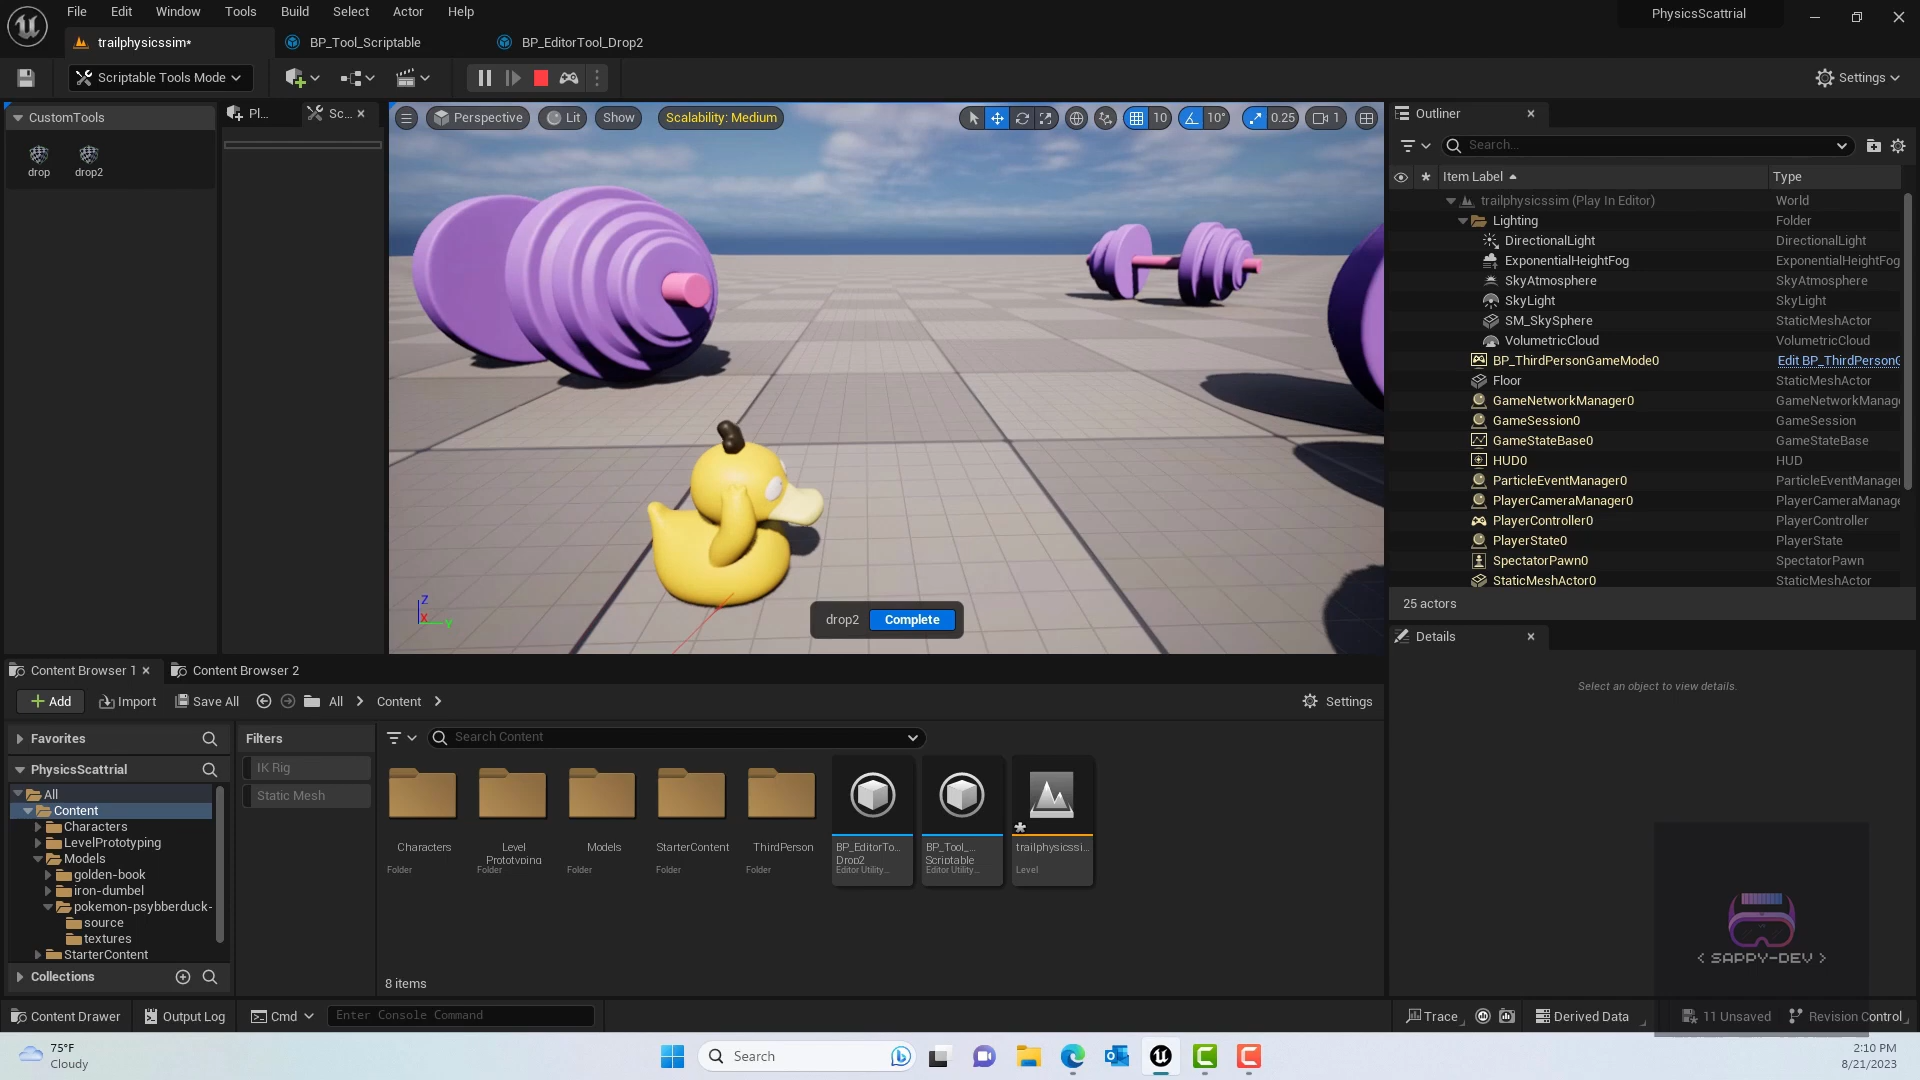 File Edit Window Tools Build Select Actor Help
PhysicsScattrial
trailphysicssim* BP_Tool_Scriptable BP_EditorTool_Drop2
Scriptable Tools Mode
Settings
CustomTools
drop drop2
Pl...
Sc...
Perspective Lit Show Scalability: Medium
10 10° 0.25 1
drop2 Complete
Z
X
Y
Outliner
Search...
Item Label Type
trailphysicssim (Play In Editor) World
Lighting Folder
DirectionalLight DirectionalLight
ExponentialHeightFog ExponentialHeightFog
SkyAtmosphere SkyAtmosphere
SkyLight SkyLight
SM_SkySphere StaticMeshActor
VolumetricCloud VolumetricCloud
BP_ThirdPersonGameMode0 Edit BP_ThirdPersonG
Floor StaticMeshActor
GameNetworkManager0 GameNetworkManage
GameSession0 GameSession
GameStateBase0 GameStateBase
HUD0 HUD
ParticleEventManager0 ParticleEventManager
PlayerCameraManager0 PlayerCameraManage
PlayerController0 PlayerController
PlayerState0 PlayerState
SpectatorPawn0 SpectatorPawn
StaticMeshActor0 StaticMeshActor
25 actors
Details
Select an object to view details.
Content Browser 1 Content Browser 2
Add Import Save All All Content Settings
Favorites
PhysicsScattrial
All
Content
Characters
LevelPrototyping
Models
golden-book
iron-dumbel
pokemon-psybberduck-
source
textures
StarterContent
Collections
Filters
IK Rig
Static Mesh
Search Content
Characters
Folder
Level
Prototyping
Folder
Models
Folder
StarterContent
Folder
ThirdPerson
Folder
BP_EditorTo...
Drop2
Editor Utility...
BP_Tool_...
Scriptable
Editor Utility...
trailphysicssi...
Level
8 items
< SAPPY-DEV >
Content Drawer Output Log Cmd Enter Console Command
Trace Derived Data 11 Unsaved Revision Control
75°F
Cloudy
Search
2:10 PM
8/21/2023